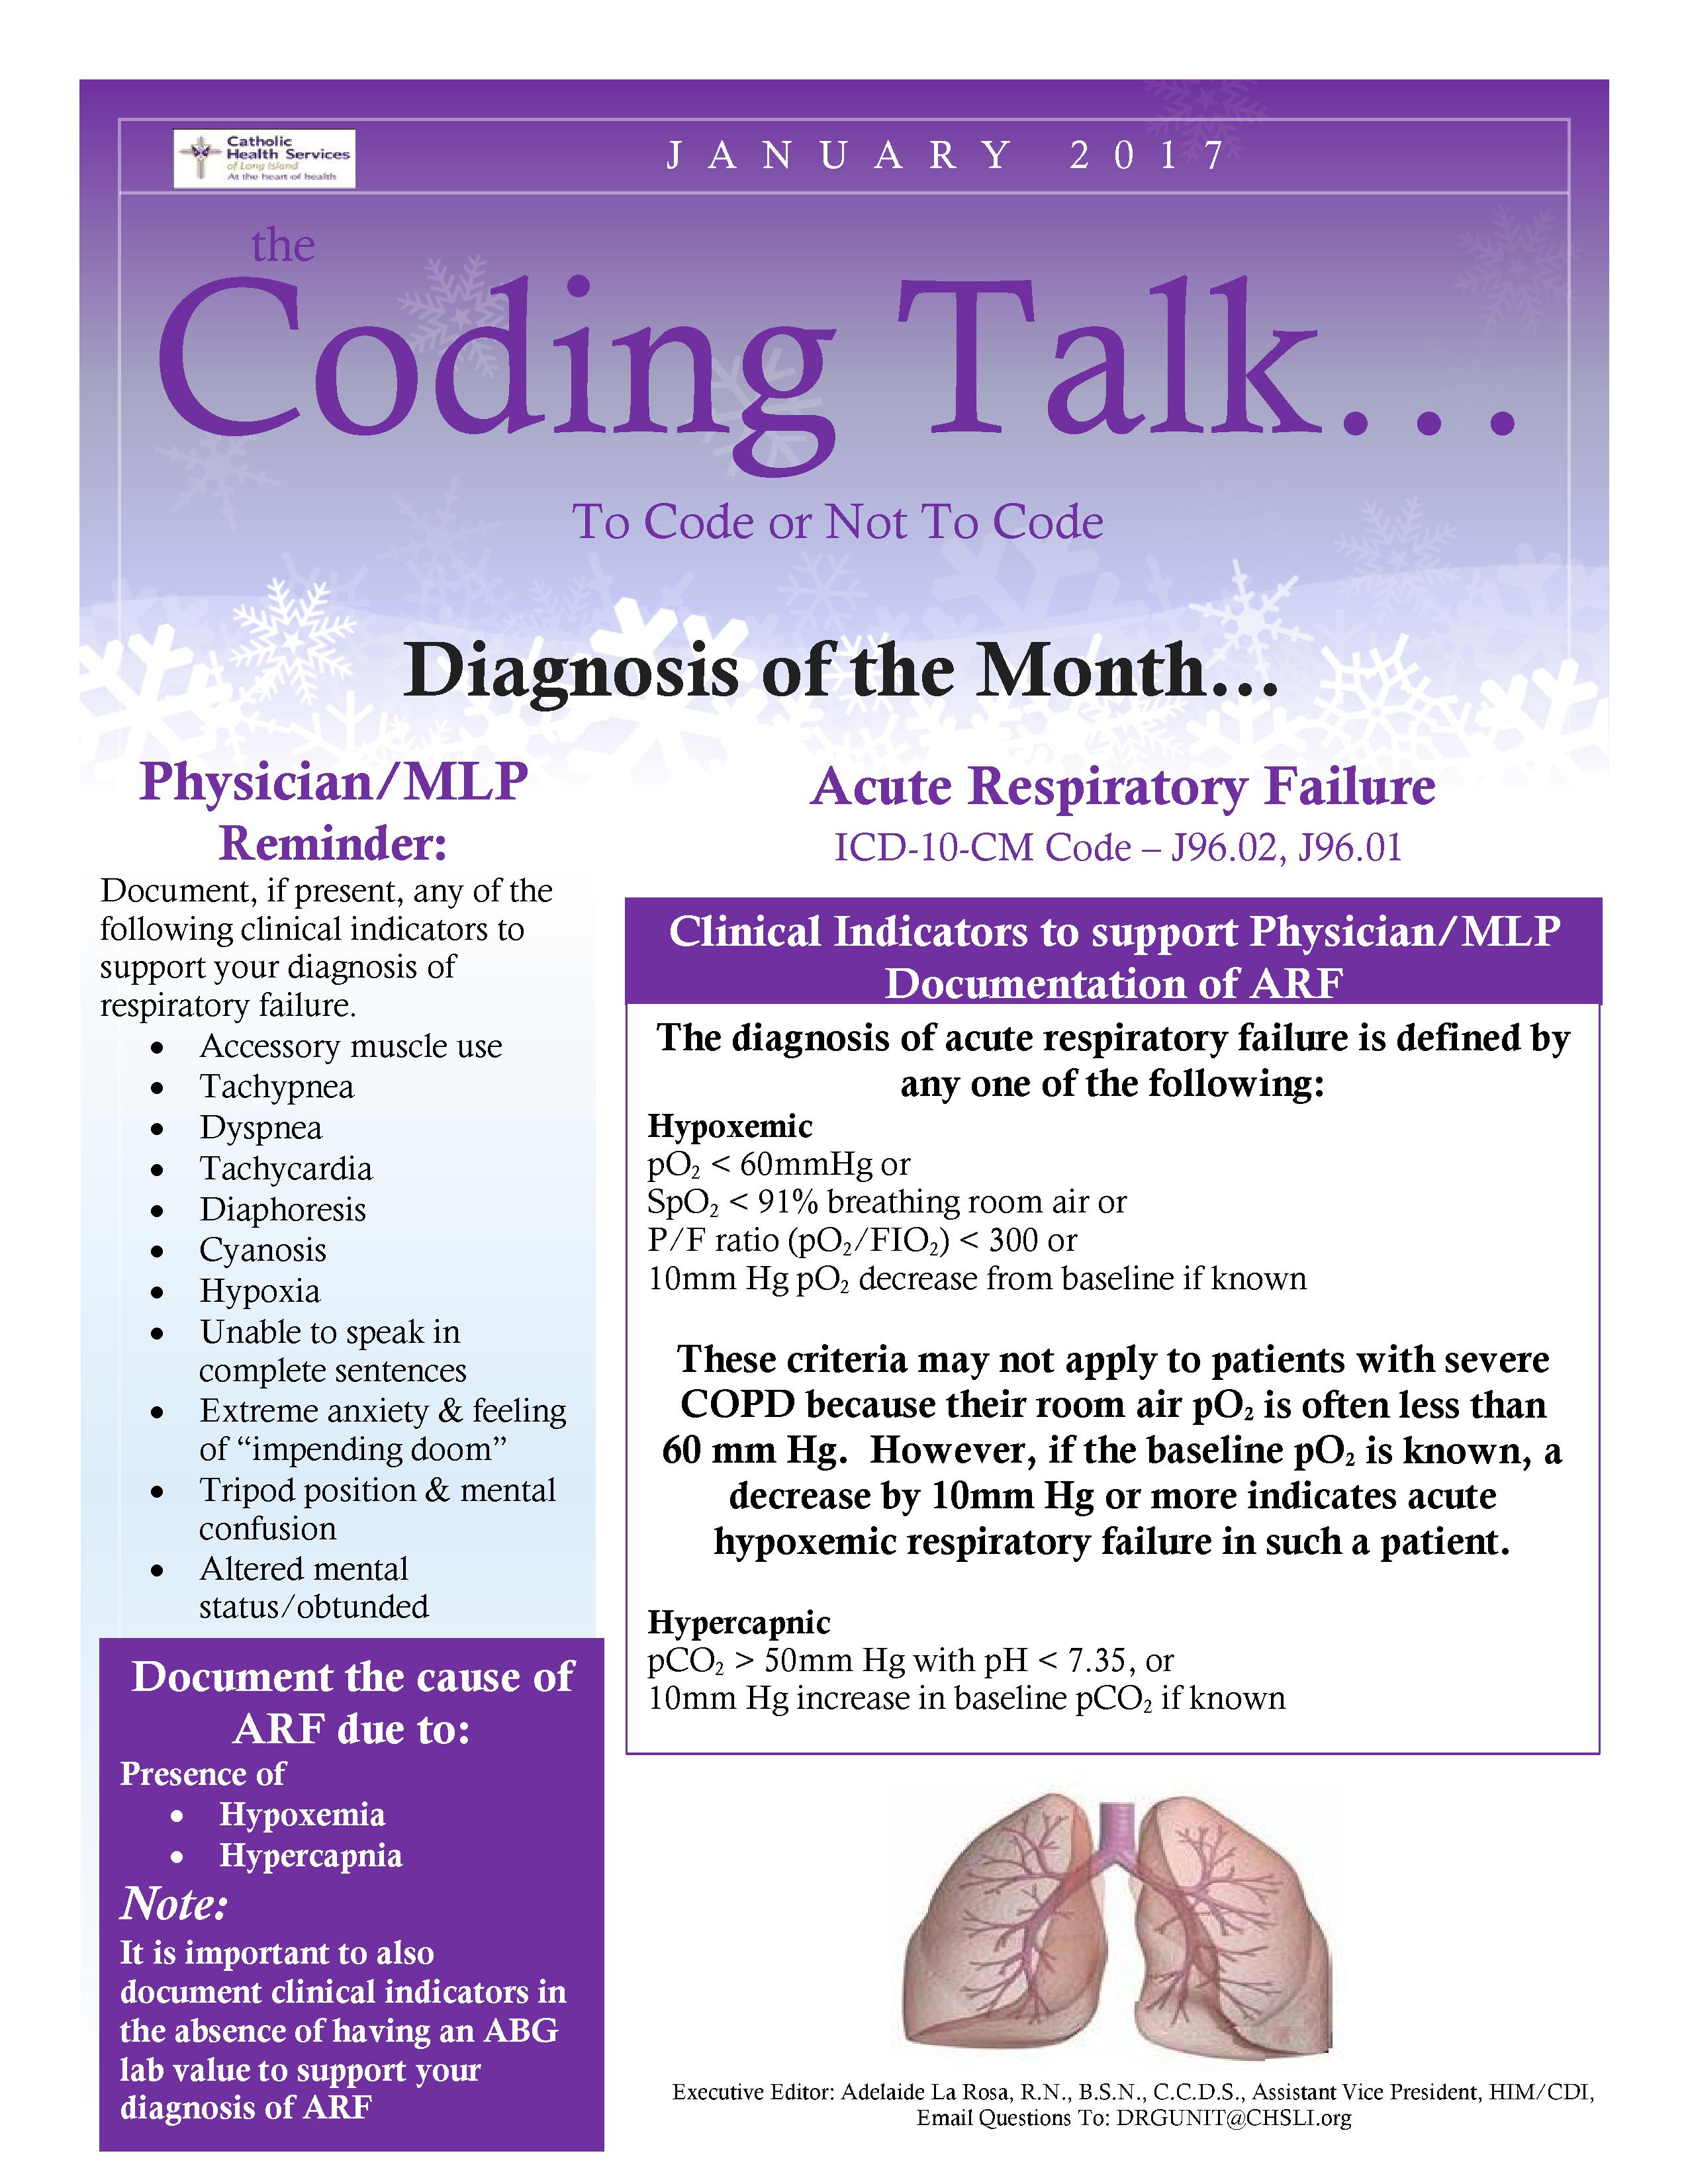 Catholic
Health Services
of Long Island
At the heart of health
JANUARY 2017
the
Coding Talk…
To Code or Not To Code
Diagnosis of the Month…
Physician/MLP
Reminder:
Document, if present, any of the
following clinical indicators to
support your diagnosis of
respiratory failure.
• Accessory muscle use
• Tachypnea
• Dyspnea
• Tachycardia
• Diaphoresis
• Cyanosis
• Hypoxia
• Unable to speak in
complete sentences
• Extreme anxiety & feeling
of “impending doom”
• Tripod position & mental
confusion
• Altered mental
status/obtunded
Document the cause of
ARF due to:
Presence of
• Hypoxemia
• Hypercapnia
Note:
It is important to also
document clinical indicators in
the absence of having an ABG
lab value to support your
diagnosis of ARF
Acute Respiratory Failure
ICD-10-CM Code – J96.02, J96.01
Clinical Indicators to support Physician/MLP
Documentation of ARF
The diagnosis of acute respiratory failure is defined by
any one of the following:
Hypoxemic
pO₂ < 60mmHg or
SpO₂ < 91% breathing room air or
P/F ratio (pO₂/FIO₂) < 300 or
10mm Hg pO₂ decrease from baseline if known
These criteria may not apply to patients with severe
COPD because their room air pO₂ is often less than
60 mm Hg.  However, if the baseline pO₂ is known, a
decrease by 10mm Hg or more indicates acute
hypoxemic respiratory failure in such a patient.
Hypercapnic
pCO₂ > 50mm Hg with pH < 7.35, or
10mm Hg increase in baseline pCO₂ if known
Executive Editor: Adelaide La Rosa, R.N., B.S.N., C.C.D.S., Assistant Vice President, HIM/CDI,
Email Questions To: DRGUNIT@CHSLI.org